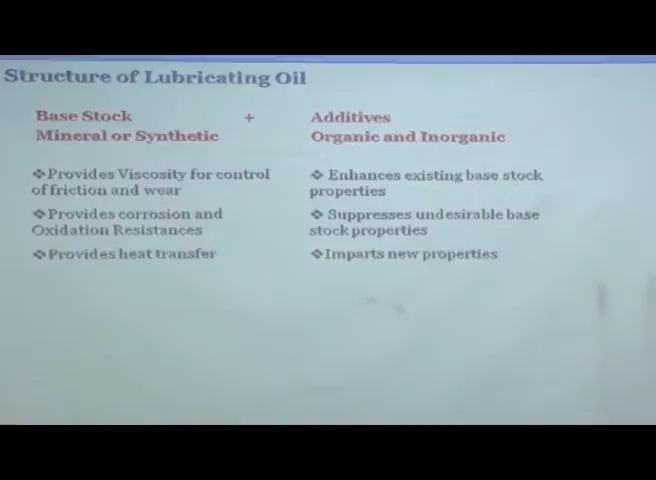 Structure of Lubricating Oil
Base Stock + Additives
Mineral or Synthetic Organic and Inorganic
❖Provides Viscosity for control
of friction and wear
❖Provides corrosion and
Oxidation Resistances
❖Provides heat transfer
❖ Enhances existing base stock
properties
❖ Suppresses undesirable base
stock properties
❖Imparts new properties